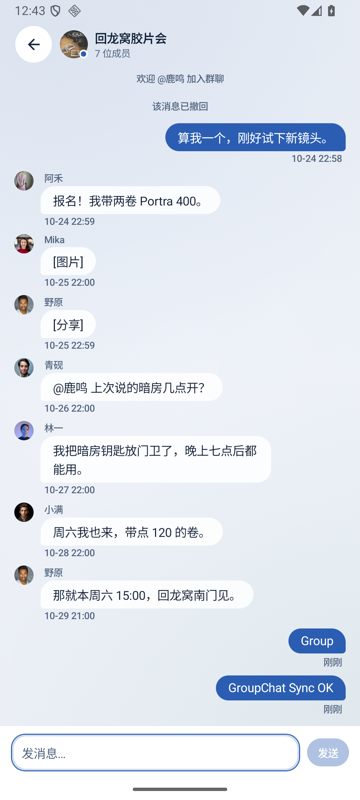 12:43
回龙窝胶片会
7 位成员
欢迎 @鹿鸣 加入群聊
该消息已撤回
算我一个，刚好试下新镜头。
10-24 22:58
阿禾
报名！我带两卷 Portra 400。
10-24 22:59
Mika
[图片]
10-25 22:00
野原
[分享]
10-25 22:59
青砚
@鹿鸣 上次说的暗房几点开？
10-26 22:00
林一
我把暗房钥匙放门卫了，晚上七点后都
能用。
10-27 22:00
小满
周六我也来，带点 120 的卷。
10-28 22:00
野原
那就本周六 15:00，回龙窝南门见。
10-29 21:00
Group
刚刚
GroupChat Sync OK
刚刚
发消息...
发送